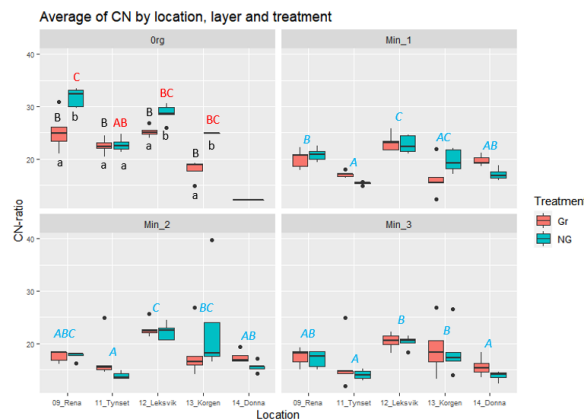 Average of CN by location, layer and treatment
0rg
Min_1
40
30
20
C
B
AB
B
BC
B
BC
B
a
b
a
a
a
b
a
b
B
A
C
AC
AB
Treatment
Gr
NG
CN-ratio
Min_2
Min_3
40
30
20
ABC
A
C
BC
AB
AB
A
B
B
A
09_Rena
11_Tynset
12_Leksvik
13_Korgen
14_Donna
09_Rena
11_Tynset
12_Leksvik
13_Korgen
14_Donna
Location